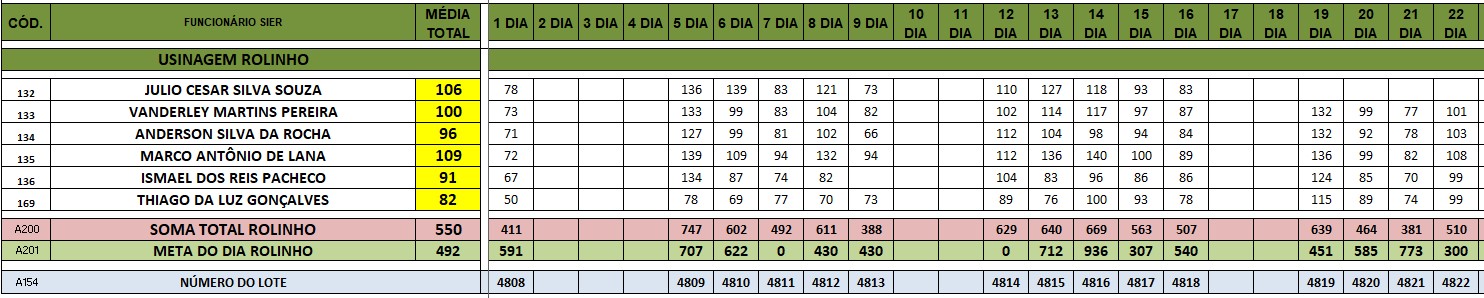 CÓD. FUNCIONÁRIO SIER MÉDIA TOTAL 1 DIA 2 DIA 3 DIA 4 DIA 5 DIA 6 DIA 7 DIA 8 DIA 9 DIA 10 DIA 11 DIA 12 DIA 13 DIA 14 DIA 15 DIA 16 DIA 17 DIA 18 DIA 19 DIA 20 DIA 21 DIA 22 DIA
USINAGEM ROLINHO
132 JULIO CESAR SILVA SOUZA 106 78 136 139 83 121 73 110 127 118 93 83
133 VANDERLEY MARTINS PEREIRA 100 73 133 99 83 104 82 102 114 117 97 87 132 99 77 101
134 ANDERSON SILVA DA ROCHA 96 71 127 99 81 102 66 112 104 98 94 84 132 92 78 103
135 MARCO ANTÔNIO DE LANA 109 72 139 109 94 132 94 112 136 140 100 89 136 99 82 108
136 ISMAEL DOS REIS PACHECO 91 67 134 87 74 82 104 83 96 86 86 124 85 70 99
169 THIAGO DA LUZ GONÇALVES 82 50 78 69 77 70 73 89 76 100 93 78 115 89 74 99
A200 SOMA TOTAL ROLINHO 550 411 747 602 492 611 388 629 640 669 563 507 639 464 381 510
A201 META DO DIA ROLINHO 492 591 707 622 0 430 430 0 712 936 307 540 451 585 773 300
A154 NÚMERO DO LOTE 4808 4809 4810 4811 4812 4813 4814 4815 4816 4817 4818 4819 4820 4821 4822